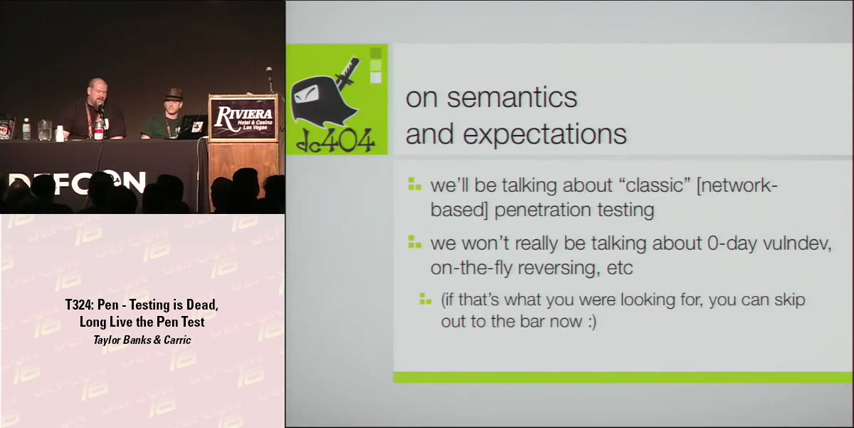 RIVIERA
Hotel & Casino
Las Vegas
DEFCON
T324: Pen - Testing is Dead,
Long Live the Pen Test
Taylor Banks & Carric
dc404
on semantics
and expectations
we'll be talking about “classic” [network-
based] penetration testing
we won't really be talking about 0-day vulndev,
on-the-fly reversing, etc
(if that's what you were looking for, you can skip
out to the bar now :)